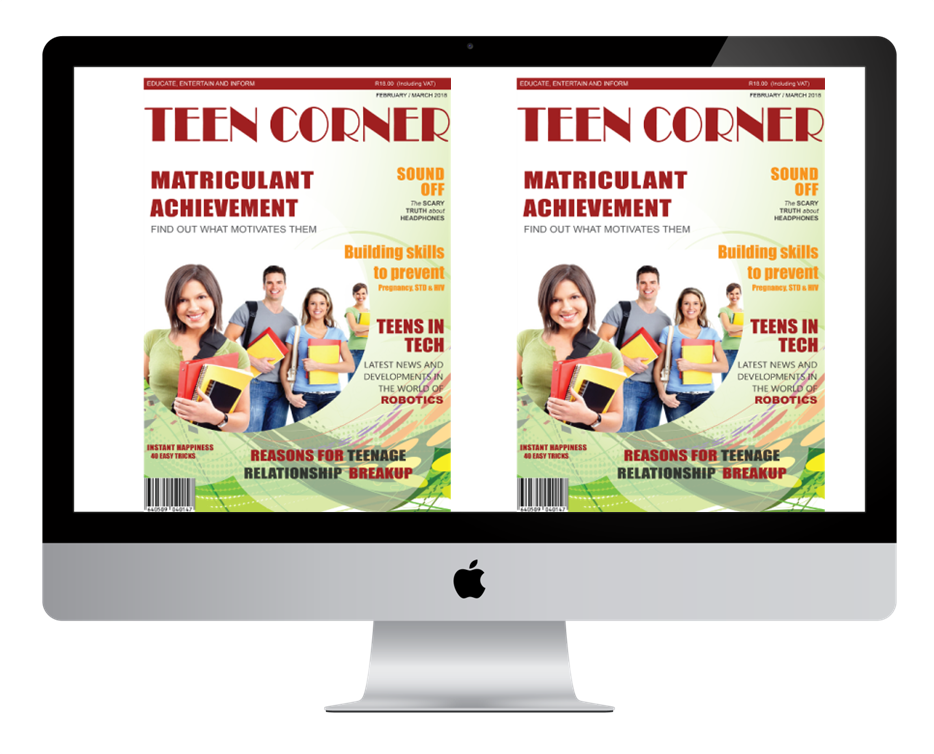 EDUCATE, ENTERTAIN AND INFORM R18.00 (Including VAT)
FEBRUARY / MARCH 2016
TEEN CORNER
MATRICULANT
ACHIEVEMENT
FIND OUT WHAT MOTIVATES THEM
SOUND
OFF
The SCARY
TRUTH about
HEADPHONES
Building skills
to prevent
Pregnancy, STD & HIV
TEENS IN
TECH
LATEST NEWS AND
DEVELOPMENTS IN
THE WORLD OF
ROBOTICS
INSTANT HAPPINESS
40 EASY TRICKS
REASONS FOR TEENAGE
RELATIONSHIP BREAKUP
640509 040147
EDUCATE, ENTERTAIN AND INFORM R18.00 (Including VAT)
FEBRUARY / MARCH 2016
TEEN CORNER
MATRICULANT
ACHIEVEMENT
FIND OUT WHAT MOTIVATES THEM
SOUND
OFF
The SCARY
TRUTH about
HEADPHONES
Building skills
to prevent
Pregnancy, STD & HIV
TEENS IN
TECH
LATEST NEWS AND
DEVELOPMENTS IN
THE WORLD OF
ROBOTICS
INSTANT HAPPINESS
40 EASY TRICKS
REASONS FOR TEENAGE
RELATIONSHIP BREAKUP
640509 040147